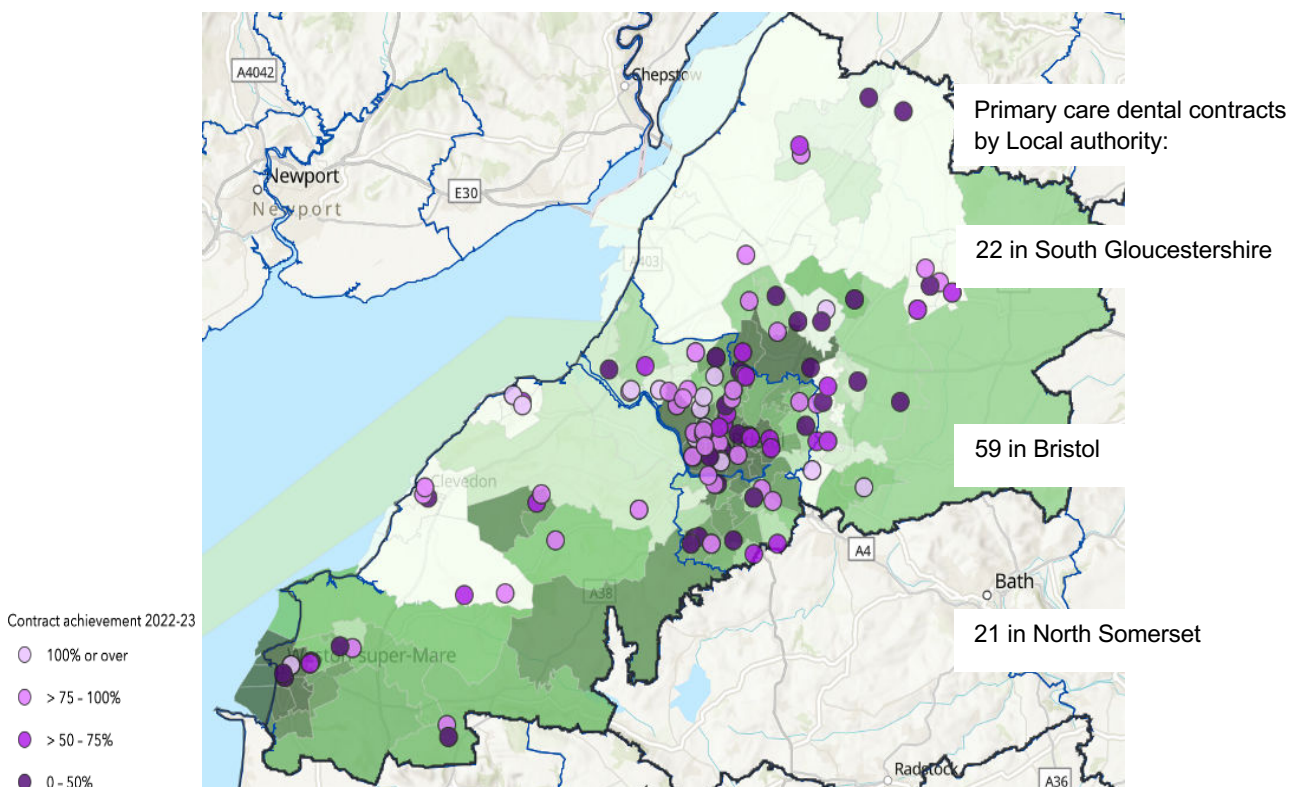 A4042
Chepstow
Primary care dental contracts
by Local authority:
Newport
Newport
E30
22 in South Gloucestershire
A403
59 in Bristol
Clevedon
A4
Bath
A38
Contract achievement 2022-23
21 in North Somerset
100% or over
Weston-super-Mare
> 75 - 100%
> 50 - 75%
Radstock
A36
0 - 50%